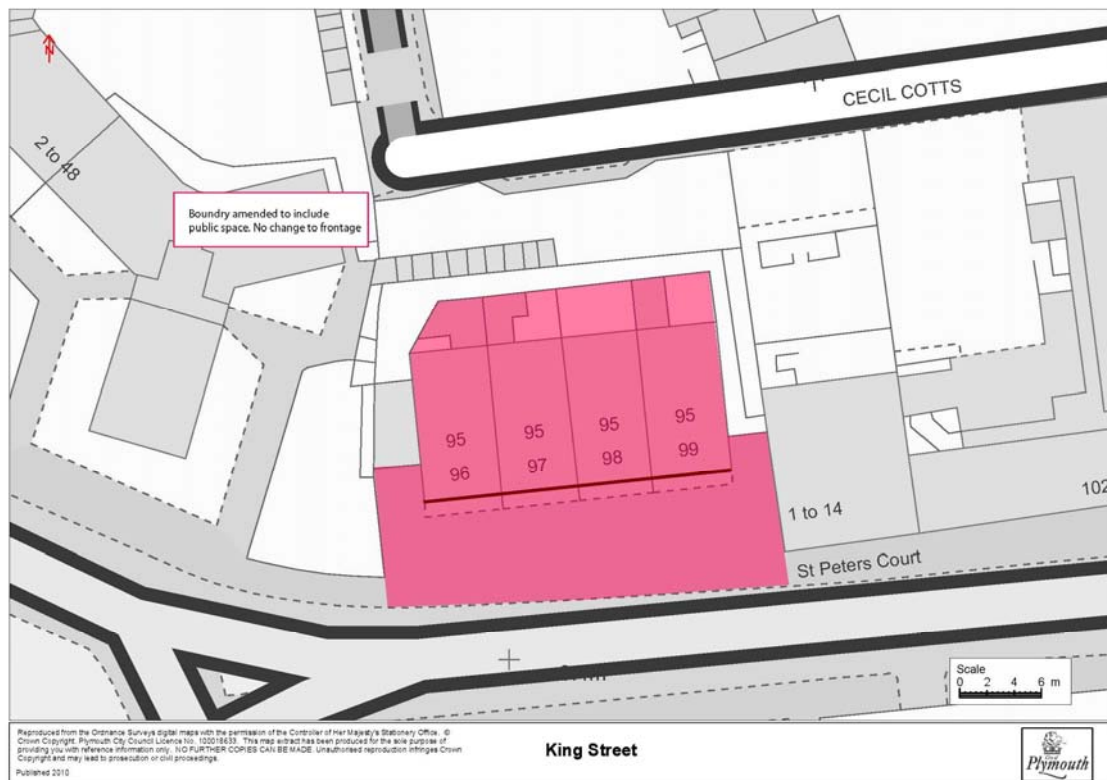 N
CECIL COTTS
2 to 48
Boundry amended to include
public space. No change to frontage
95 95 95 95
96 97 98 99
1 to 14
102
St Peters Court
Scale
0 2 4 6 m
Reproduced from the Ordnance Surveys digital maps with the permission of the Controller of Her Majesty's Stationery Office. ©
Crown Copyright. Plymouth City Council Licence No. 100018633. This map extract has been produced for the sole purpose of
providing you with reference information only. NO FURTHER COPIES CAN BE MADE. Unauthorised reproduction infringes Crown
Copyright and may lead to prosecution or civil proceedings.
Published 2010
King Street
City of
Plymouth